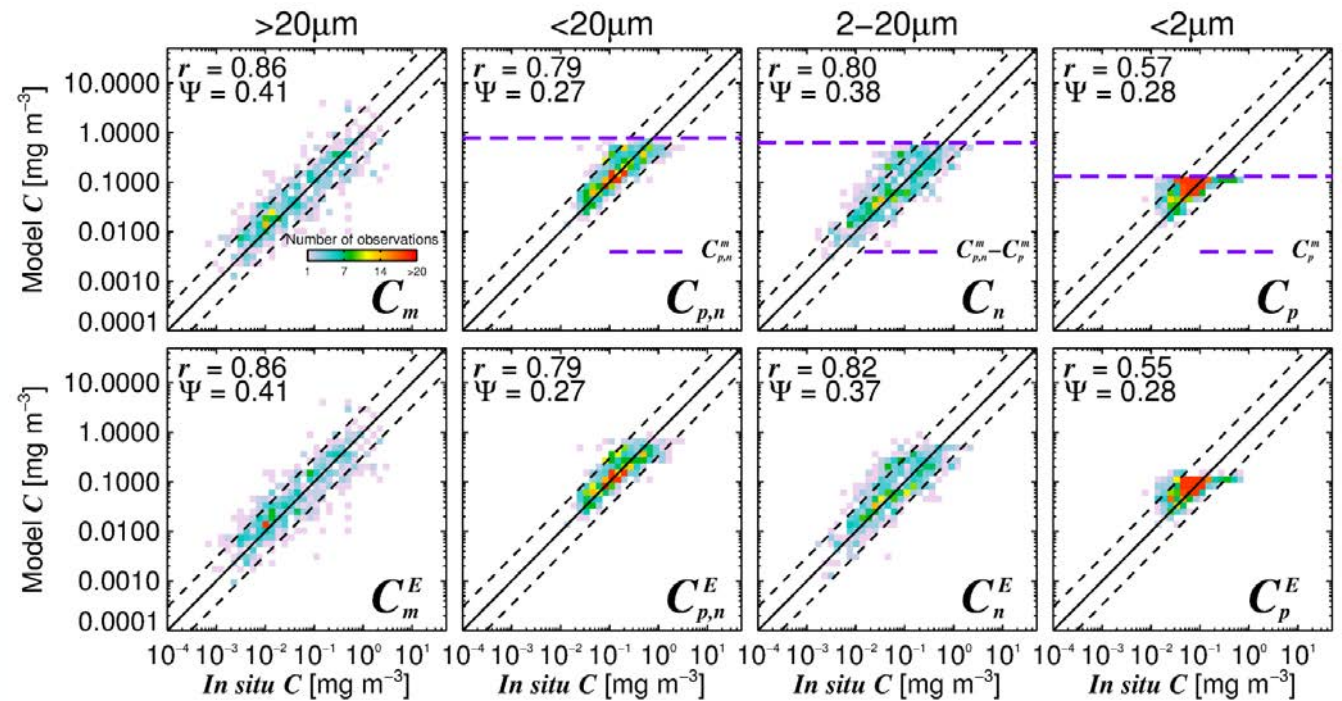 >20μm <20μm 2−20μm <2μm
Model C [mg m⁻³]
10.0000
1.0000
0.1000
0.0100
0.0010
0.0001
r = 0.86
Ψ = 0.41
Number of observations
1 7 14 >20
Cₘ
r = 0.79
Ψ = 0.27
C^m_{p,n}
C_{p,n}
r = 0.80
Ψ = 0.38
C^m_{p,n}−C^m_p
Cₙ
r = 0.57
Ψ = 0.28
C^m_p
C_p
Model C [mg m⁻³]
10.0000
1.0000
0.1000
0.0100
0.0010
0.0001
r = 0.86
Ψ = 0.41
C^E_m
r = 0.79
Ψ = 0.27
C^E_{p,n}
r = 0.82
Ψ = 0.37
C^E_n
r = 0.55
Ψ = 0.28
C^E_p
10⁻⁴ 10⁻³ 10⁻² 10⁻¹ 10⁰ 10¹ 10⁻⁴ 10⁻³ 10⁻² 10⁻¹ 10⁰ 10¹ 10⁻⁴ 10⁻³ 10⁻² 10⁻¹ 10⁰ 10¹ 10⁻⁴ 10⁻³ 10⁻² 10⁻¹ 10⁰ 10¹
In situ C [mg m⁻³] In situ C [mg m⁻³] In situ C [mg m⁻³] In situ C [mg m⁻³]